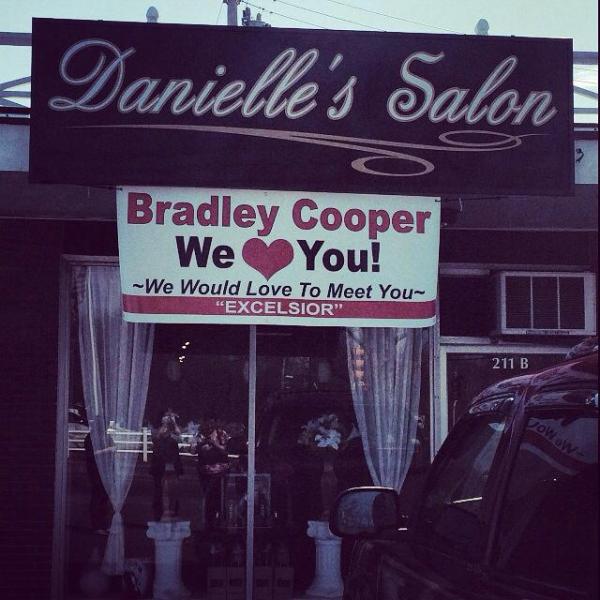 Danielle's Salon
Bradley Cooper
We ❤ You!
~We Would Love To Meet You~
"EXCELSIOR"
211 B